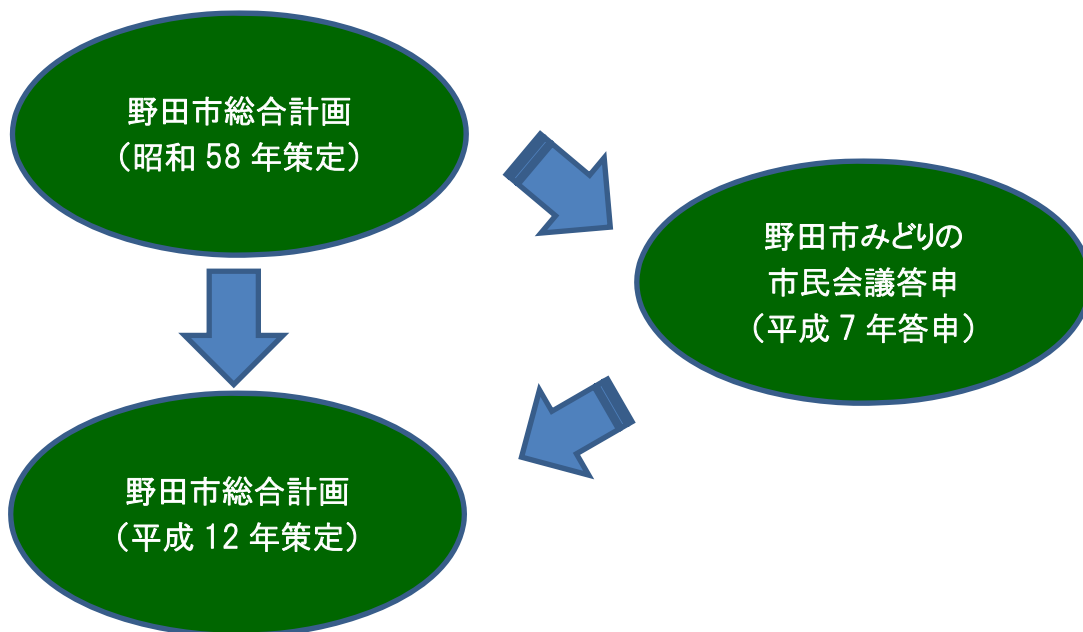 野田市総合計画
（昭和 58 年策定）
野田市みどりの
市民会議答申
（平成 7 年答申）
野田市総合計画
（平成 12 年策定）